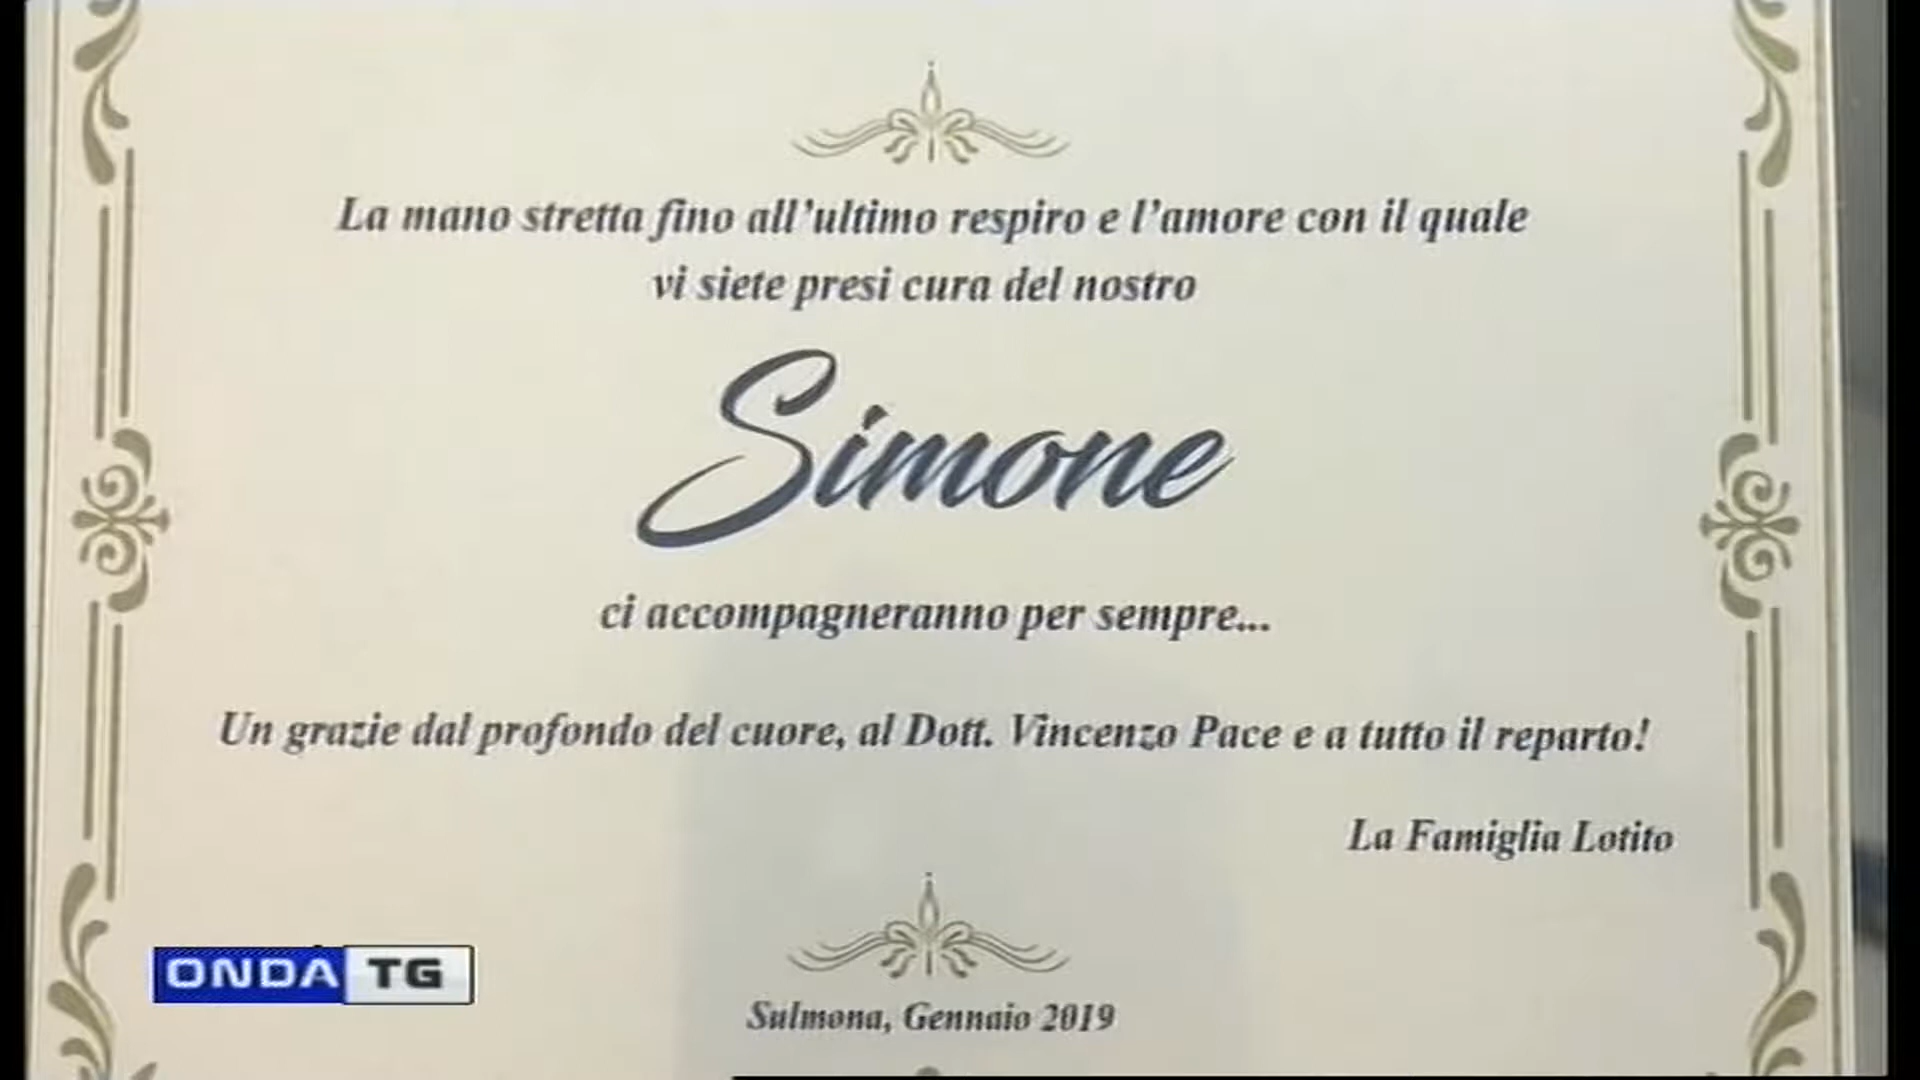 La mano stretta fino all'ultimo respiro e l'amore con il quale
vi siete presi cura del nostro
Simone
ci accompagneranno per sempre...
Un grazie dal profondo del cuore, al Dott. Vincenzo Pace e a tutto il reparto!
La Famiglia Lotito
ONDA TG
Sulmona, Gennaio 2019